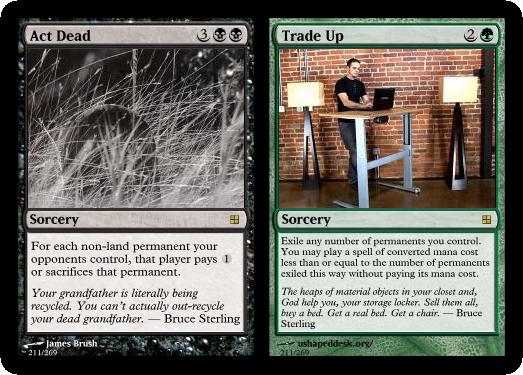 Act Dead 3
Sorcery
For each non-land permanent your
opponents control, that player pays 1
or sacrifices that permanent.
Your grandfather is literally being
recycled. You can't actually out-recycle
your dead grandfather. — Bruce Sterling
James Brush
211/269
Trade Up 2
Sorcery
Exile any number of permanents you control.
You may play a spell of converted mana cost
less than or equal to the number of permanents
exiled this way without paying its mana cost.
The heaps of material objects in your closet and,
God help you, your storage locker. Sell them all,
buy a bed. Get a real bed. Get a chair. — Bruce
Sterling
ushapeddesk.org/
211/269